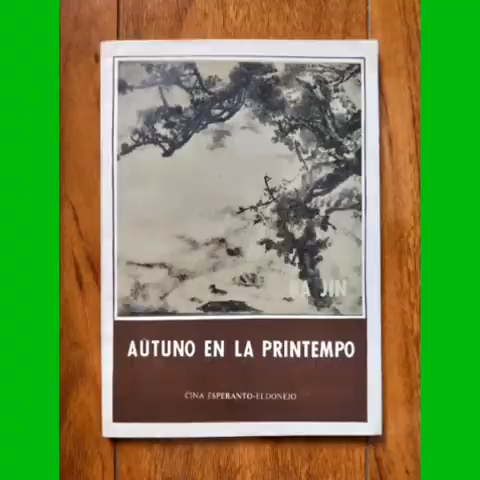 BA JIN
AŬTUNO EN LA PRINTEMPO
ĈINA ESPERANTO-ELDONEJO